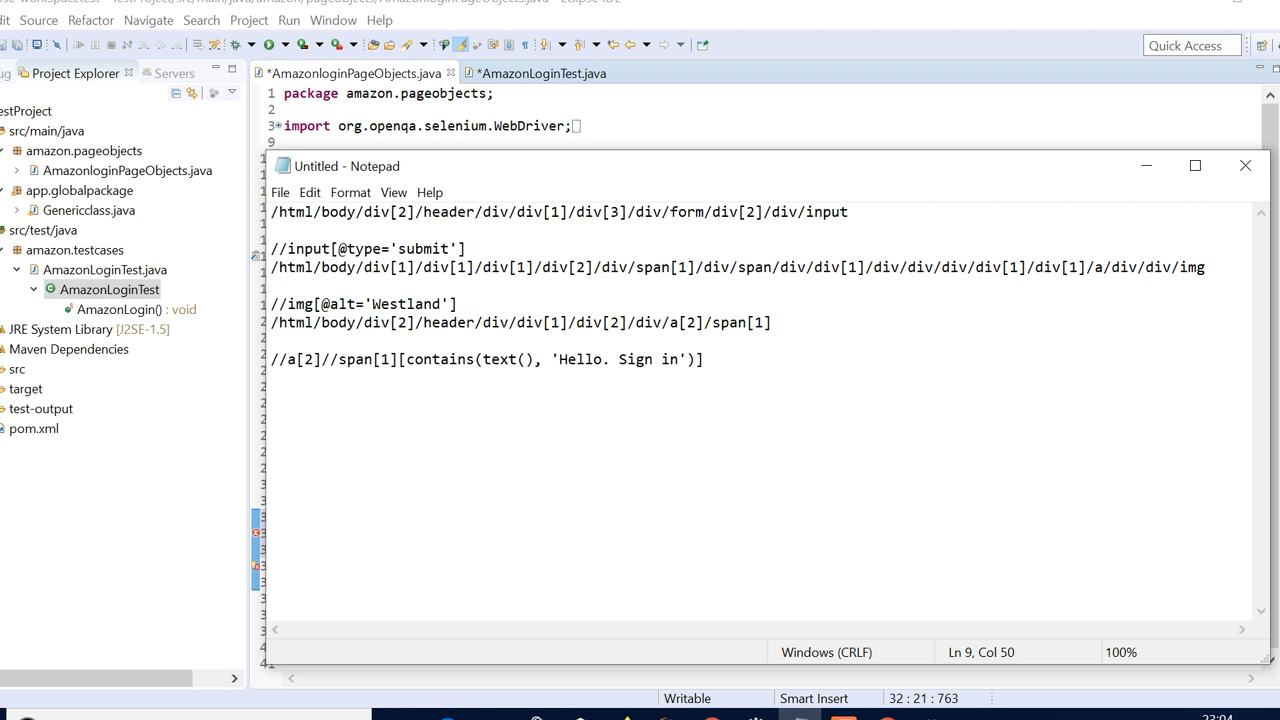 dit Source Refactor Navigate Search Project Run Window Help
Quick Access
Project Explorer Servers
*AmazonloginPageObjects.java *AmazonLoginTest.java
estProject
src/main/java
amazon.pageobjects
AmazonloginPageObjects.java
app.globalpackage
Genericclass.java
src/test/java
amazon.testcases
AmazonLoginTest.java
AmazonLoginTest
AmazonLogin() : void
JRE System Library [J2SE-1.5]
Maven Dependencies
src
target
test-output
pom.xml
1 package amazon.pageobjects;
2
3 import org.openqa.selenium.WebDriver;
9
Untitled - Notepad
File Edit Format View Help
/html/body/div[2]/header/div/div[1]/div[3]/div/form/div[2]/div/input
//input[@type='submit']
/html/body/div[1]/div[1]/div[1]/div[2]/div/span[1]/div/span/div/div[1]/div/div/div/div[1]/div[1]/a/div/div/img
//img[@alt='Westland']
/html/body/div[2]/header/div/div[1]/div[2]/div/a[2]/span[1]
//a[2]//span[1][contains(text(), 'Hello. Sign in')]
Windows (CRLF) Ln 9, Col 50 100%
41
Writable Smart Insert 32 : 21 : 763
23:04